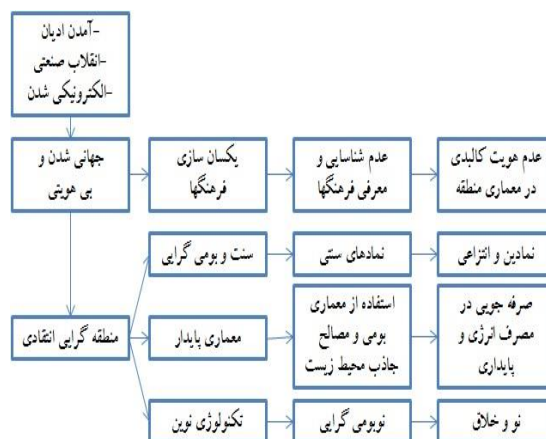 -آمدن ادیان
-انقلاب صنعتی
-الکترونیکی شدن
جهانی شدن و
بی هویتی
یکسان سازی
فرهنگها
عدم شناسایی و
معرفی فرهنگها
عدم هویت کالبدی
در معماری منطقه
سنت و بومی گرایی
نمادهای سنتی
نمادین و انتزاعی
منطقه گرایی انتقادی
معماری پایدار
استفاده از معماری
بومی و مصالح
جاذب محیط زیست
صرفه جویی در
مصرف انرژی و
پایداری
تکنولوژی نوین
نوبومی گرایی
نو و خلاق